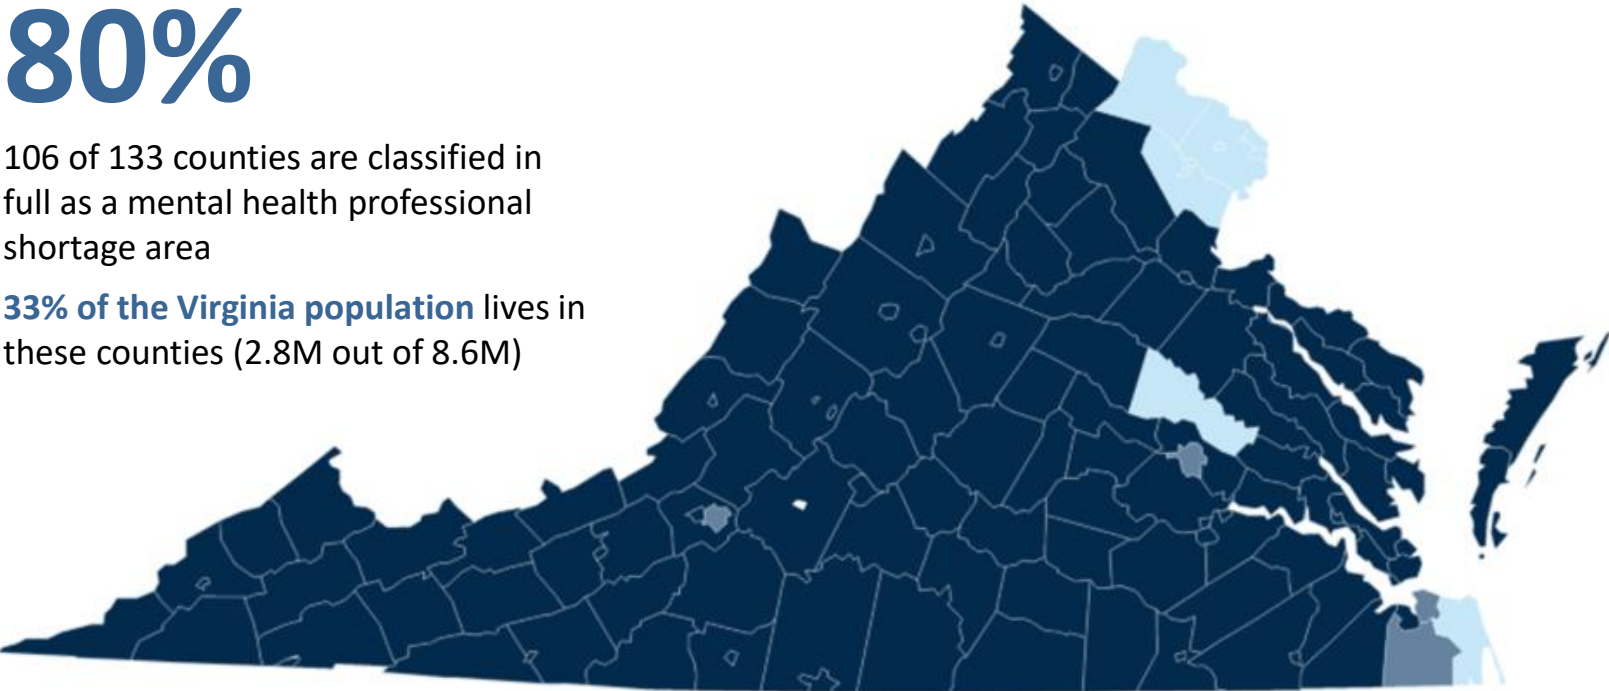 80%
106 of 133 counties are classified in
full as a mental health professional
shortage area
33% of the Virginia population lives in
these counties (2.8M out of 8.6M)